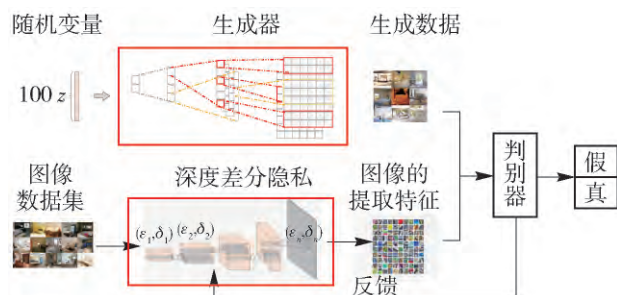 随机变量
生成器
生成数据
100 z
图像
数据集
深度差分隐私
图像的
提取特征
(ε₁,δ₁)
(ε₂,δ₂)
(εₙ,δₙ)
判别器
假
真
反馈